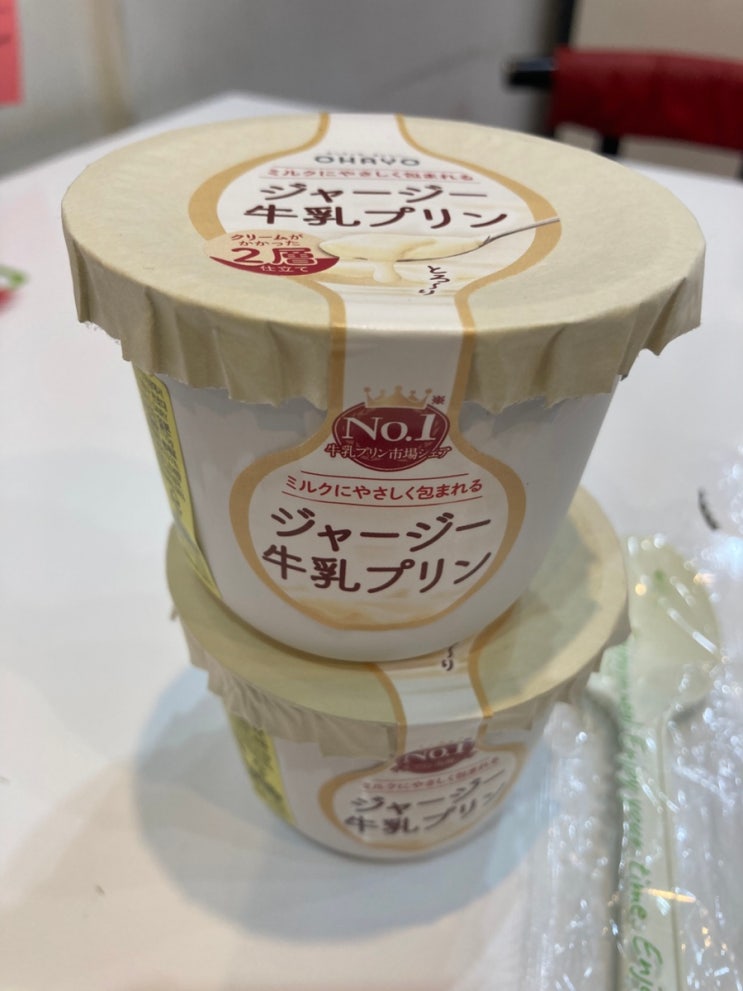 OHAYO
ミルクにやさしく包まれる
ジャージー
牛乳プリン
クリームが
かかった
2層
仕立て
とろ〜り
No.1※
牛乳プリン市場シェア
ミルクにやさしく包まれる
ジャージー
牛乳プリン
No.1
ミルクにやさしく包まれる
ジャージー
牛乳プリン
Enjoy your time.